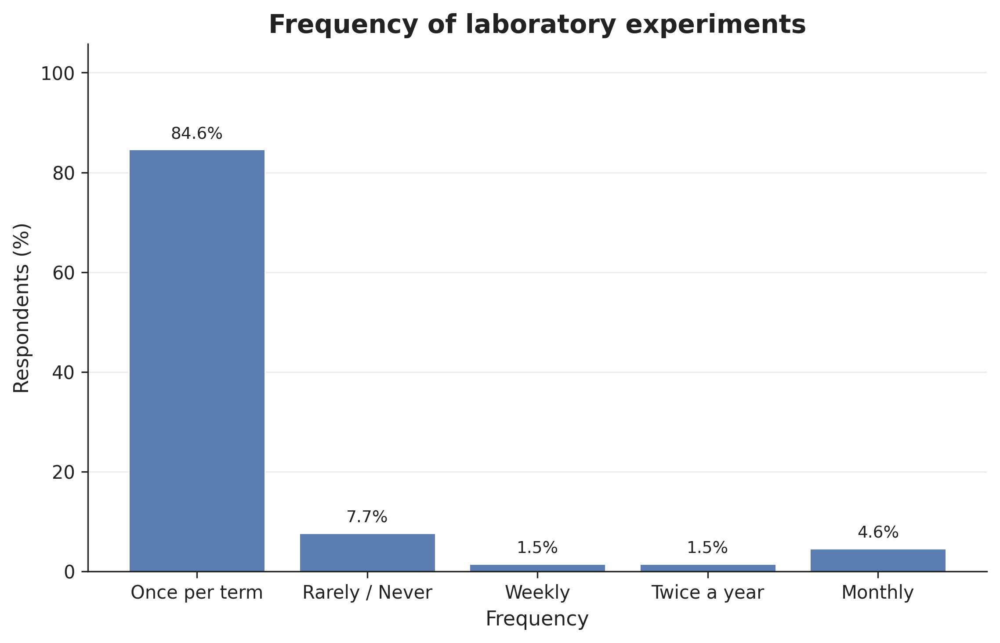 Frequency of laboratory experiments
Respondents (%)
100
80
60
40
20
0
84.6%
7.7%
1.5%
1.5%
4.6%
Once per term
Rarely / Never
Weekly
Twice a year
Monthly
Frequency